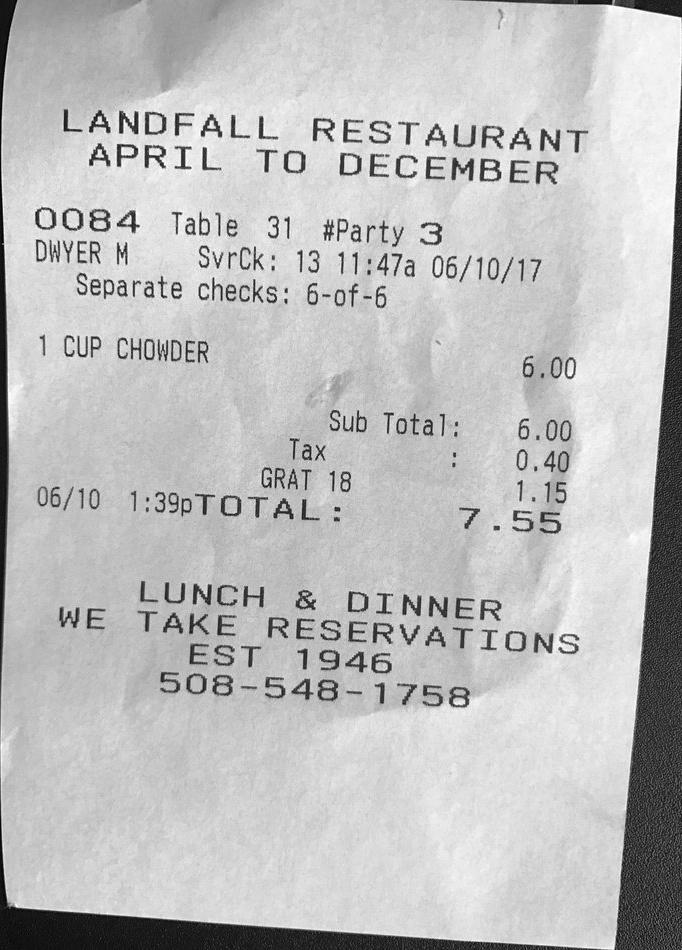 LANDFALL RESTAURANT
APRIL TO DECEMBER
0084 Table 31 #Party 3
DWYER M SvrCk: 13 11:47a 06/10/17
Separate checks: 6-of-6
1 CUP CHOWDER 6.00
Sub Total: 6.00
Tax : 0.40
GRAT 18 1.15
06/10 1:39pTOTAL: 7.55
LUNCH & DINNER
WE TAKE RESERVATIONS
EST 1946
508-548-1758